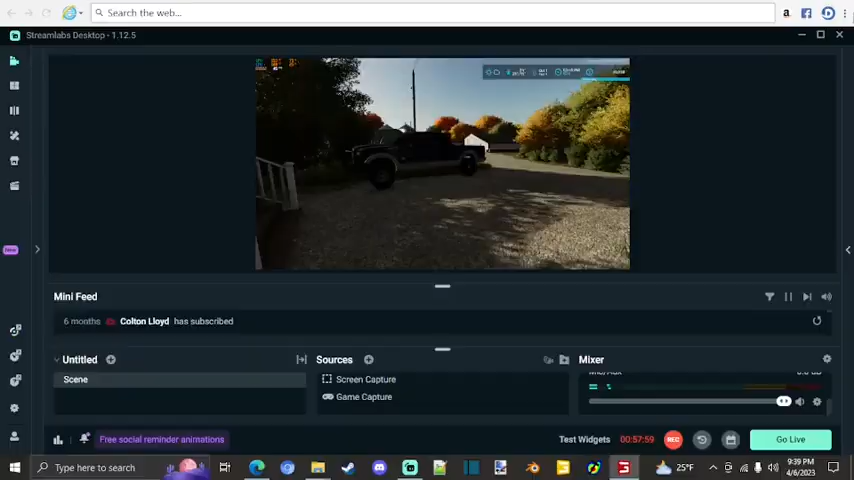 Search the web...
Streamlabs Desktop - 1.12.5
Mini Feed
6 months Colton Lloyd has subscribed
Untitled
Sources
Mixer
Scene
Screen Capture
Game Capture
Mic/Aux
Free social reminder animations
Test Widgets
00:57:59
REC
Go Live
Type here to search
25°F
9:39 PM
4/6/2023